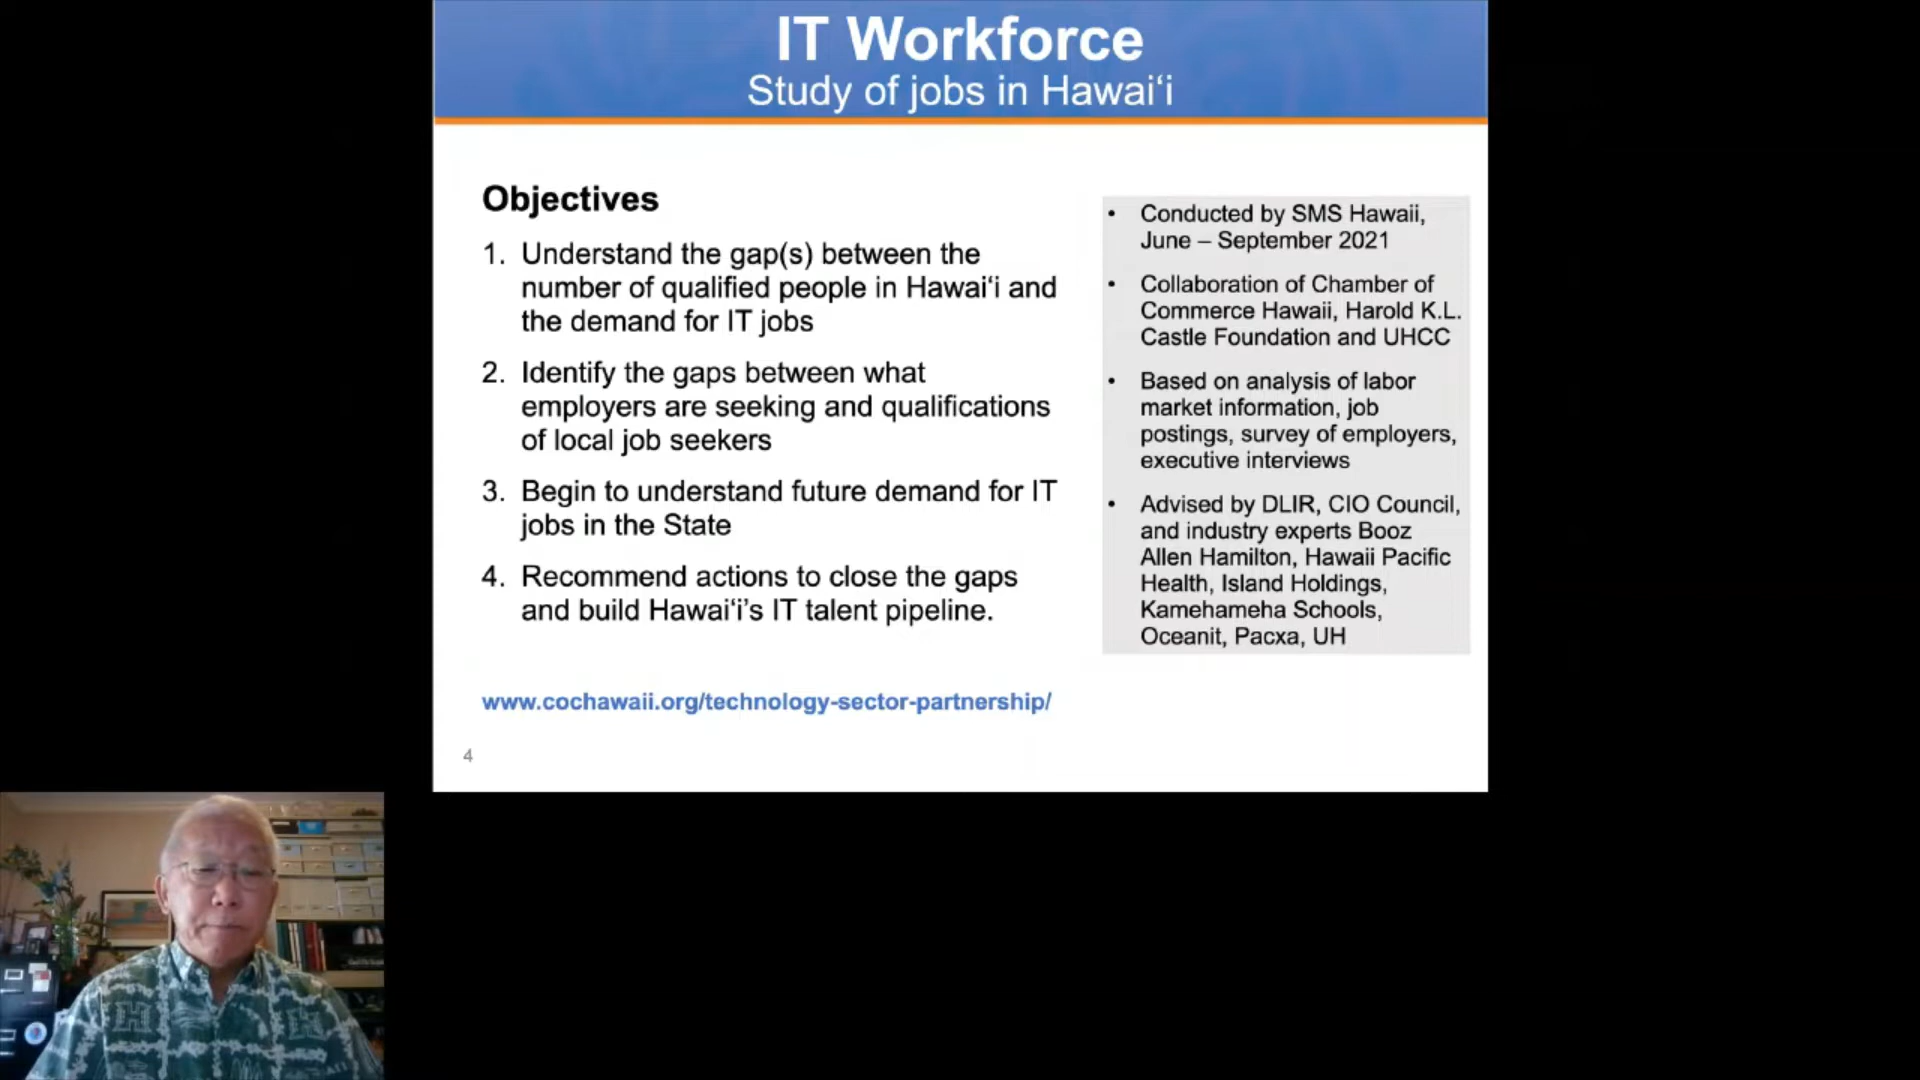 IT Workforce
Study of jobs in Hawai‘i
Objectives
1. Understand the gap(s) between the
number of qualified people in Hawai‘i and
the demand for IT jobs
2. Identify the gaps between what
employers are seeking and qualifications
of local job seekers
3. Begin to understand future demand for IT
jobs in the State
4. Recommend actions to close the gaps
and build Hawai‘i’s IT talent pipeline.
www.cochawaii.org/technology-sector-partnership/
4
• Conducted by SMS Hawaii,
June – September 2021
• Collaboration of Chamber of
Commerce Hawaii, Harold K.L.
Castle Foundation and UHCC
• Based on analysis of labor
market information, job
postings, survey of employers,
executive interviews
• Advised by DLIR, CIO Council,
and industry experts Booz
Allen Hamilton, Hawaii Pacific
Health, Island Holdings,
Kamehameha Schools,
Oceanit, Pacxa, UH